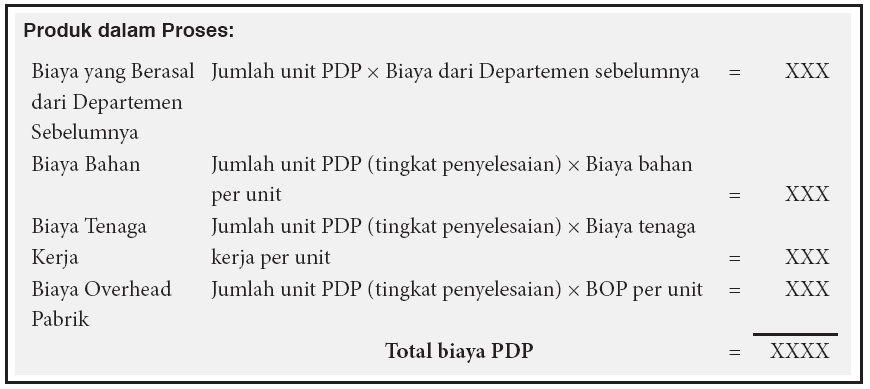 Produk dalam Proses:
Biaya yang Berasal Jumlah unit PDP × Biaya dari Departemen sebelumnya = XXX
dari Departemen
Sebelumnya
Biaya Bahan Jumlah unit PDP (tingkat penyelesaian) × Biaya bahan
per unit = XXX
Biaya Tenaga Jumlah unit PDP (tingkat penyelesaian) × Biaya tenaga
Kerja kerja per unit = XXX
Biaya Overhead Jumlah unit PDP (tingkat penyelesaian) × BOP per unit = XXX
Pabrik
Total biaya PDP = XXXX